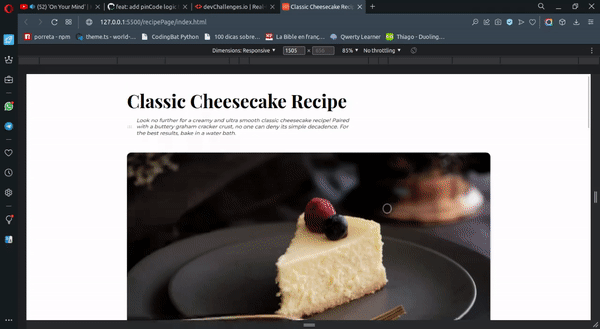 (52) 'On Your Mind' |
feat: add pinCode logic
devChallenges.io | Real-
Classic Cheesecake Reci
127.0.0.1:5500/recipePage/index.html
porreta - npm
theme.ts - world-...
CodingBat Python
100 dicas sobre...
La Bible en franç...
Qwerty Learner
Thiago - Duoling...
Dimensions: Responsive
1505
×
85%
No throttling
Classic Cheesecake Recipe
Look no further for a creamy and ultra smooth classic cheesecake recipe! Paired
with a buttery graham cracker crust, no one can deny its simple decadence. For
the best results, bake in a water bath.